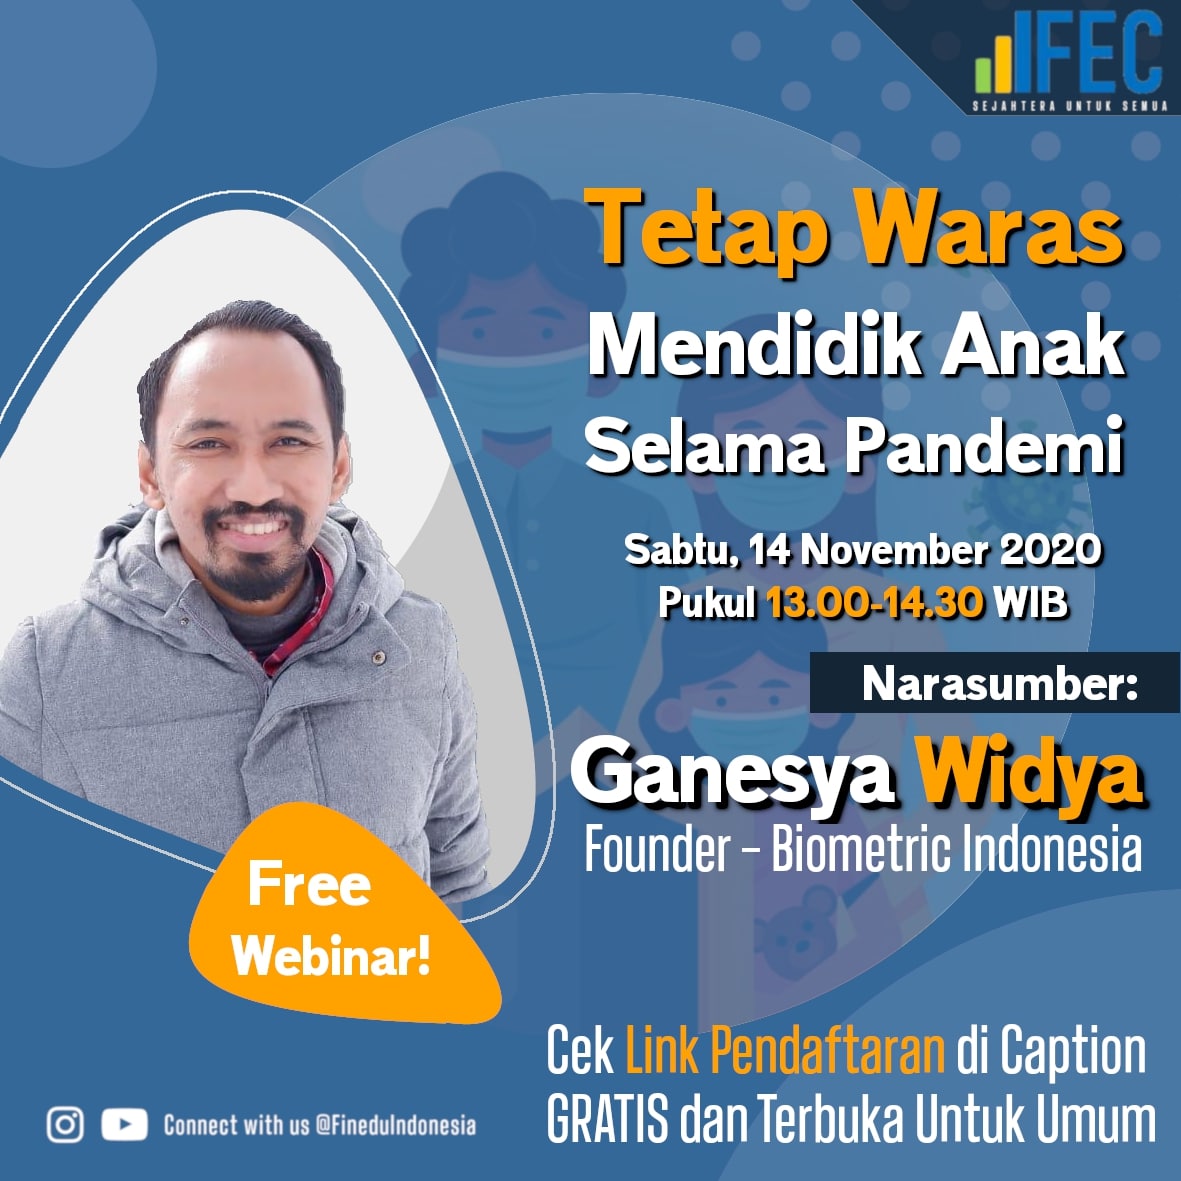 IFEC
SEJAHTERA UNTUK SEMUA
Tetap Waras
Mendidik Anak
Selama Pandemi
Sabtu, 14 November 2020
Pukul 13.00-14.30 WIB
Narasumber:
Ganesya Widya
Founder - Biometric Indonesia
Free
Webinar!
Cek Link Pendaftaran di Caption
GRATIS dan Terbuka Untuk Umum
Connect with us @FineduIndonesia